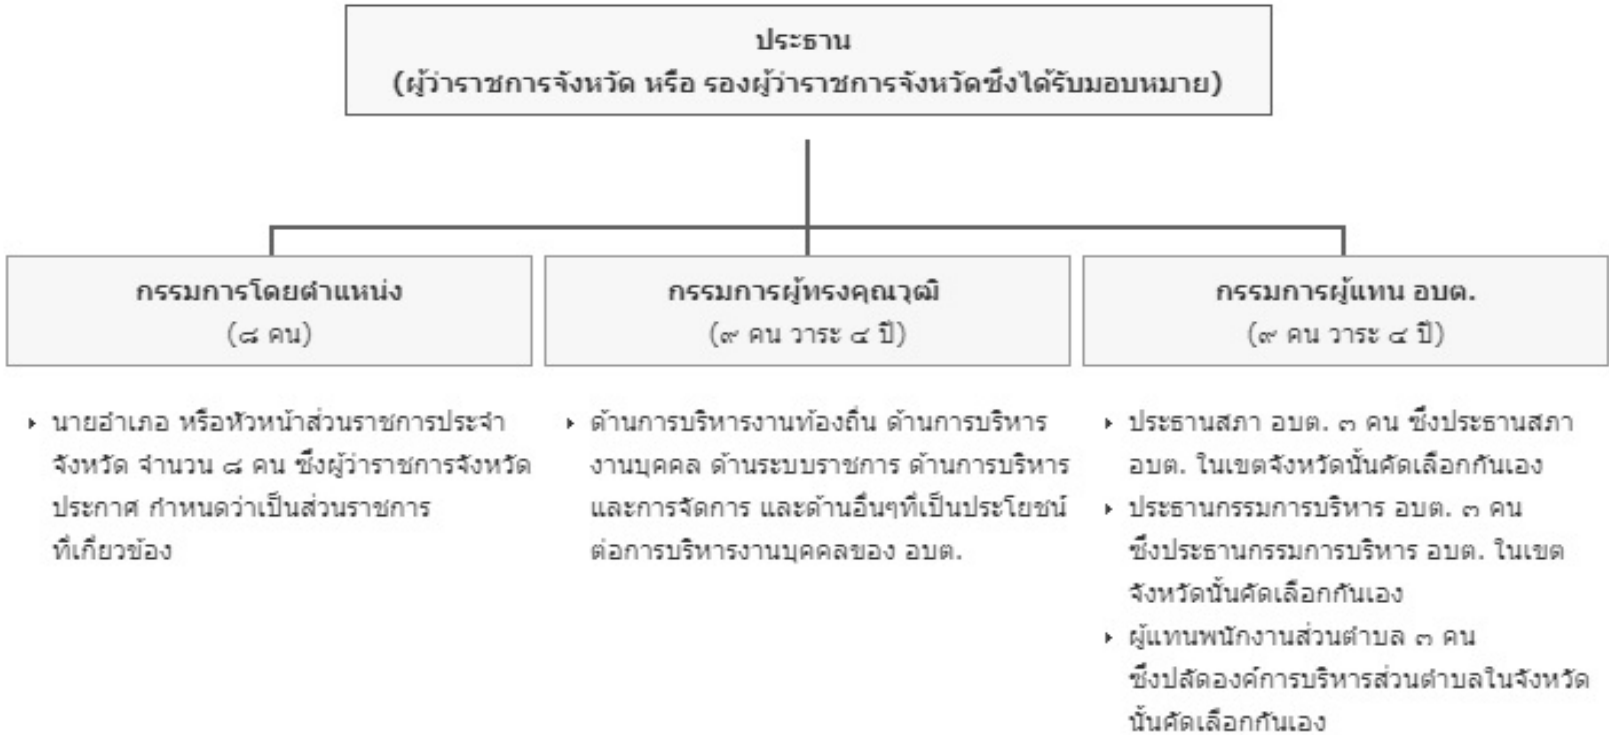 ประธาน
(ผู้ว่าราชการจังหวัด หรือ รองผู้ว่าราชการจังหวัดซึ่งได้รับมอบหมาย)
กรรมการโดยตำแหน่ง
(๘ คน)
นายอำเภอ หรือหัวหน้าส่วนราชการประจำ
จังหวัด จำนวน ๘ คน ซึ่งผู้ว่าราชการจังหวัด
ประกาศ กำหนดว่าเป็นส่วนราชการ
ที่เกี่ยวข้อง
กรรมการผู้ทรงคุณวุฒิ
(๙ คน วาระ ๔ ปี)
ด้านการบริหารงานท้องถิ่น ด้านการบริหาร
งานบุคคล ด้านระบบราชการ ด้านการบริหาร
และการจัดการ และด้านอื่นๆที่เป็นประโยชน์
ต่อการบริหารงานบุคคลของ อบต.
กรรมการผู้แทน อบต.
(๙ คน วาระ ๔ ปี)
ประธานสภา อบต. ๓ คน ซึ่งประธานสภา
อบต. ในเขตจังหวัดนั้นคัดเลือกกันเอง
ประธานกรรมการบริหาร อบต. ๓ คน
ซึ่งประธานกรรมการบริหาร อบต. ในเขต
จังหวัดนั้นคัดเลือกกันเอง
ผู้แทนพนักงานส่วนตำบล ๓ คน
ซึ่งปลัดองค์การบริหารส่วนตำบลในจังหวัด
นั้นคัดเลือกกันเอง